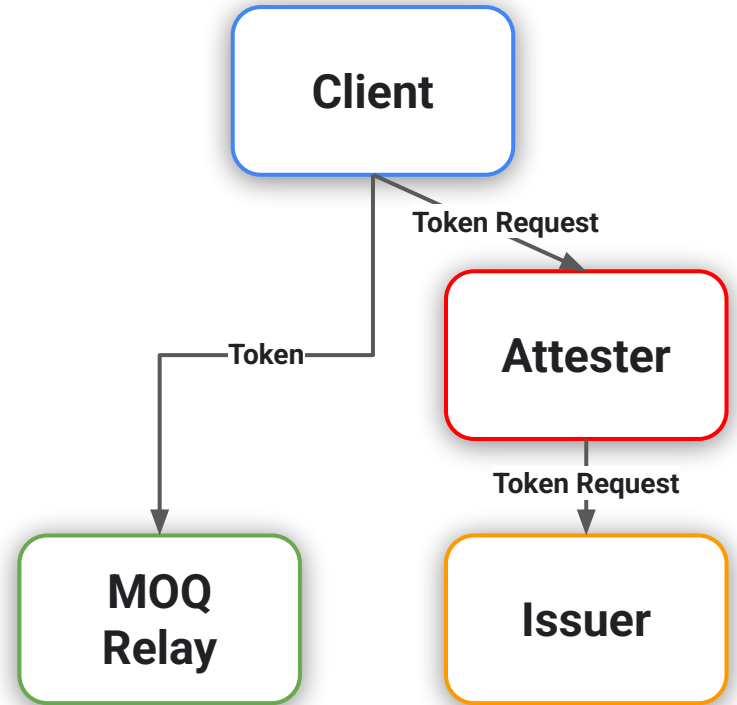 Client
Token Request
Token
Attester
Token Request
MOQ
Relay
Issuer